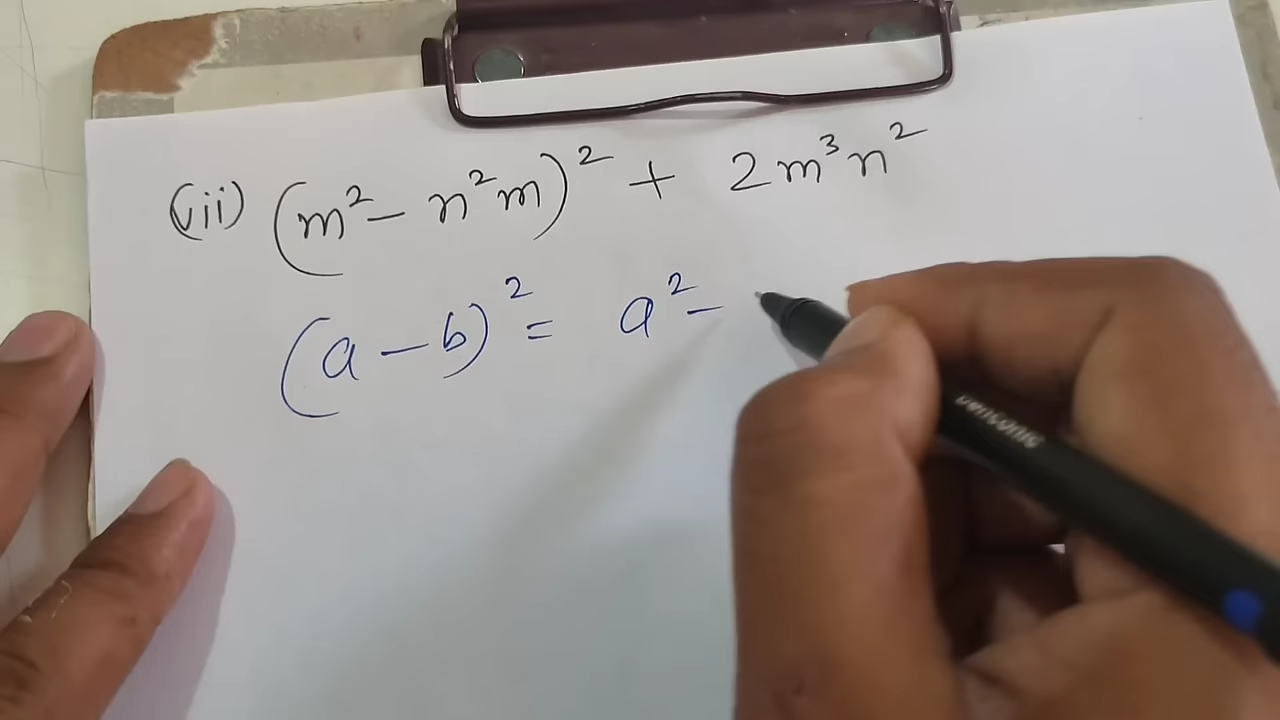 (vii) (m² - n²m)² + 2m³n²
(a - b)² = a² -